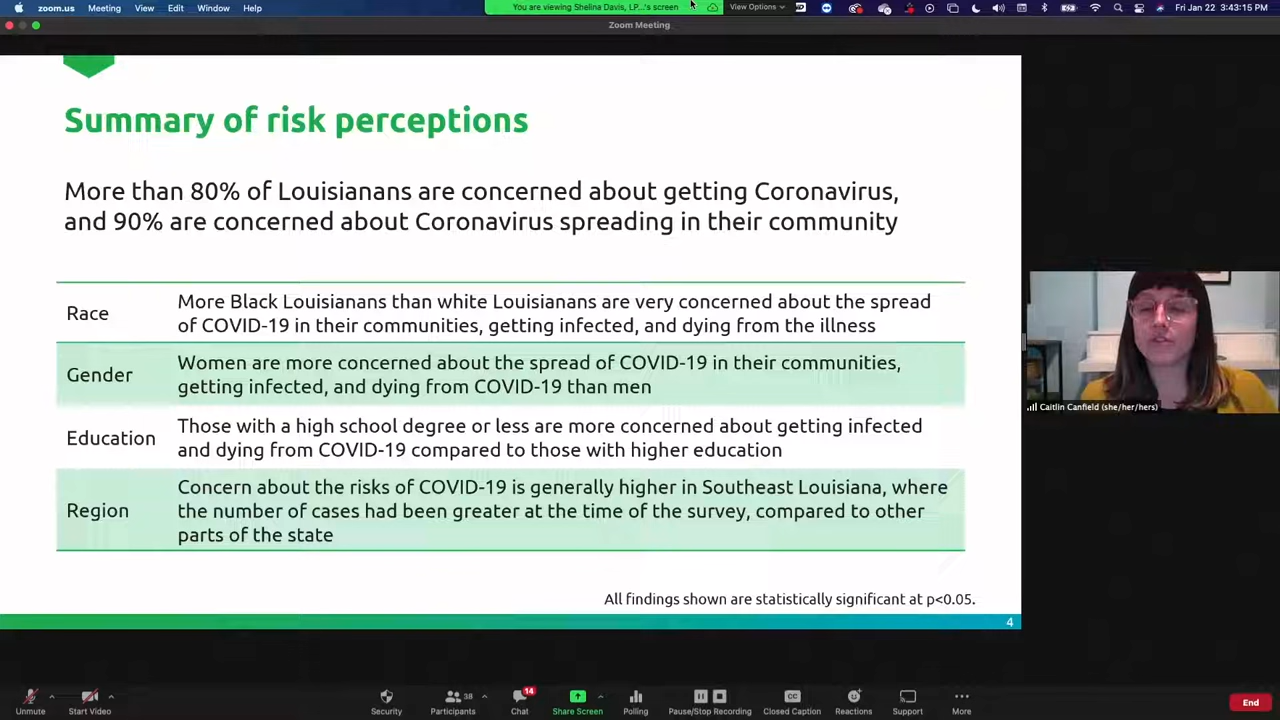 zoom.us Meeting View Edit Window Help
You are viewing Shelina Davis, LP...'s screen
View Options
Fri Jan 22 3:43:15 PM
Zoom Meeting
Summary of risk perceptions
More than 80% of Louisianans are concerned about getting Coronavirus,
and 90% are concerned about Coronavirus spreading in their community
Race
More Black Louisianans than white Louisianans are very concerned about the spread
of COVID-19 in their communities, getting infected, and dying from the illness
Gender
Women are more concerned about the spread of COVID-19 in their communities,
getting infected, and dying from COVID-19 than men
Education
Those with a high school degree or less are more concerned about getting infected
and dying from COVID-19 compared to those with higher education
Region
Concern about the risks of COVID-19 is generally higher in Southeast Louisiana, where
the number of cases had been greater at the time of the survey, compared to other
parts of the state
All findings shown are statistically significant at p<0.05.
4
Caitlin Canfield (she/her/hers)
Unmute
Start Video
Security
Participants
38
Chat
14
Share Screen
Polling
Pause/Stop Recording
CC
Closed Caption
Reactions
Support
More
End